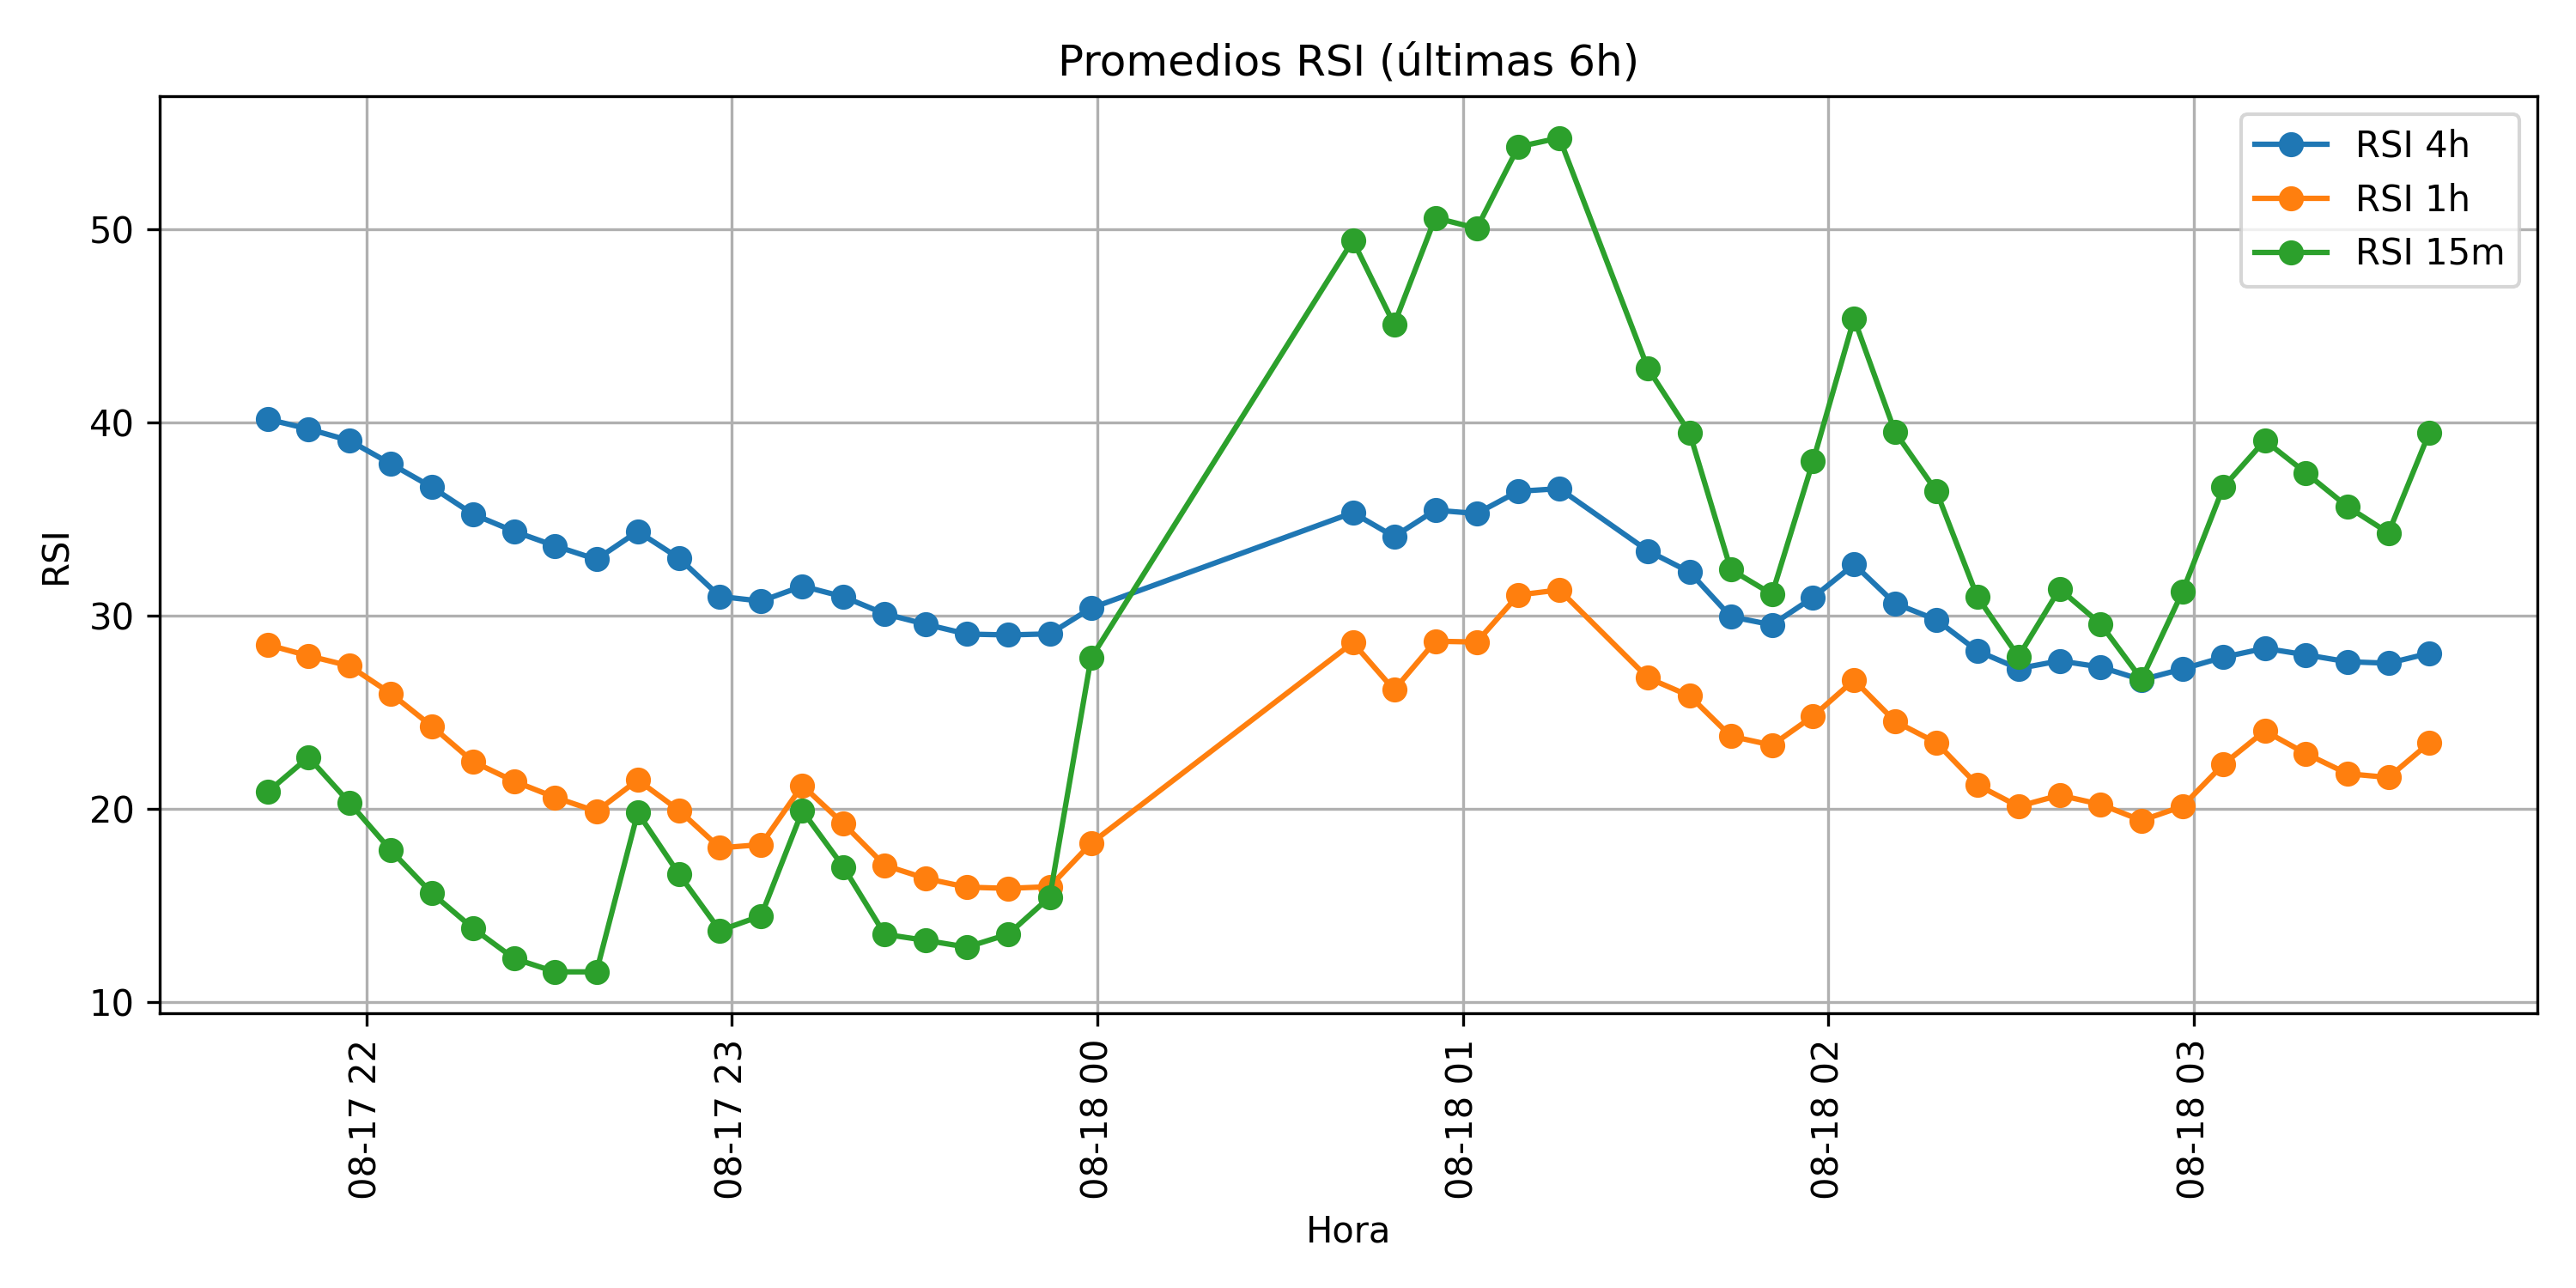 Promedios RSI (últimas 6h)
RSI 4h
RSI 1h
RSI 15m
RSI
50
40
30
20
10
08-17 22
08-17 23
08-18 00
08-18 01
08-18 02
08-18 03
Hora